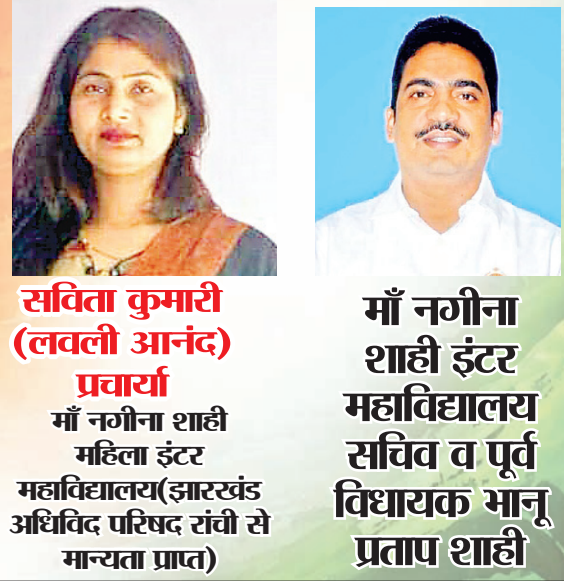 सविता कुमारी
(लवली आनंद)
प्रचार्या
माँ नगीना शाही
महिला इंटर
महाविद्यालय(झारखंड
अधिविद परिषद रांची से
मान्यता प्राप्त)
माँ नगीना
शाही इंटर
महाविद्यालय
सचिव व पूर्व
विधायक भानू
प्रताप शाही